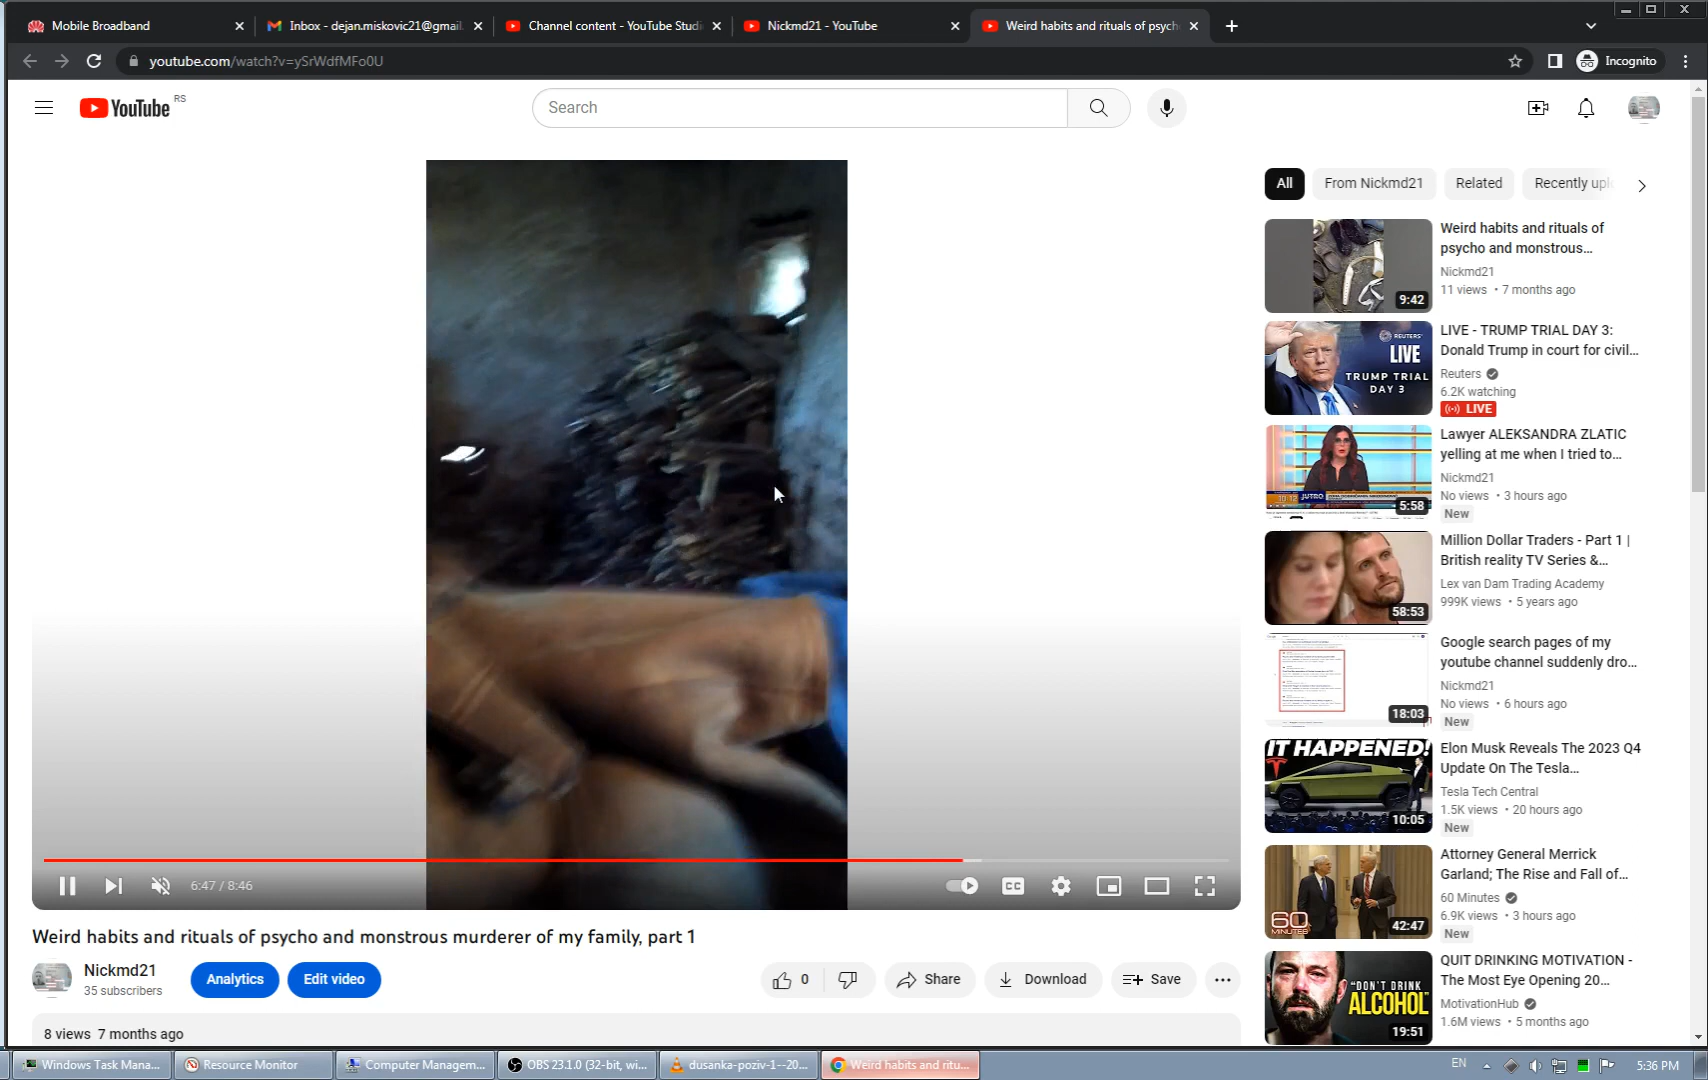 Mobile Broadband
Inbox - dejan.miskovic21@gmail.
Channel content - YouTube Studi
Nickmd21 - YouTube
Weird habits and rituals of psych
youtube.com/watch?v=ySrWdfMFo0U
Incognito
YouTube RS
Search
All
From Nickmd21
Related
Recently uplo
Weird habits and rituals of
psycho and monstrous...
Nickmd21
11 views • 7 months ago
9:42
REUTERS
LIVE
TRUMP TRIAL
DAY 3
LIVE - TRUMP TRIAL DAY 3:
Donald Trump in court for civil...
Reuters
6.2K watching
LIVE
JUTRO
5:58
Lawyer ALEKSANDRA ZLATIC
yelling at me when I tried to...
Nickmd21
No views • 3 hours ago
New
58:53
Million Dollar Traders - Part 1 |
British reality TV Series &...
Lex van Dam Trading Academy
999K views • 5 years ago
18:03
Google search pages of my
youtube channel suddenly dro...
Nickmd21
No views • 6 hours ago
New
IT HAPPENED!
10:05
Elon Musk Reveals The 2023 Q4
Update On The Tesla...
Tesla Tech Central
1.5K views • 20 hours ago
New
60
MINUTES
42:47
Attorney General Merrick
Garland; The Rise and Fall of...
60 Minutes
6.9K views • 3 hours ago
New
"DON'T DRINK
ALCOHOL"
19:51
QUIT DRINKING MOTIVATION -
The Most Eye Opening 20...
MotivationHub
1.6M views • 5 months ago
6:47 / 8:46
CC
Weird habits and rituals of psycho and monstrous murderer of my family, part 1
Nickmd21
35 subscribers
Analytics
Edit video
0
Share
Download
Save
8 views 7 months ago
Windows Task Mana...
Resource Monitor
Computer Managem...
OBS 23.1.0 (32-bit, wi...
dusanka-poziv-1--20...
Weird habits and ritu...
EN
5:36 PM